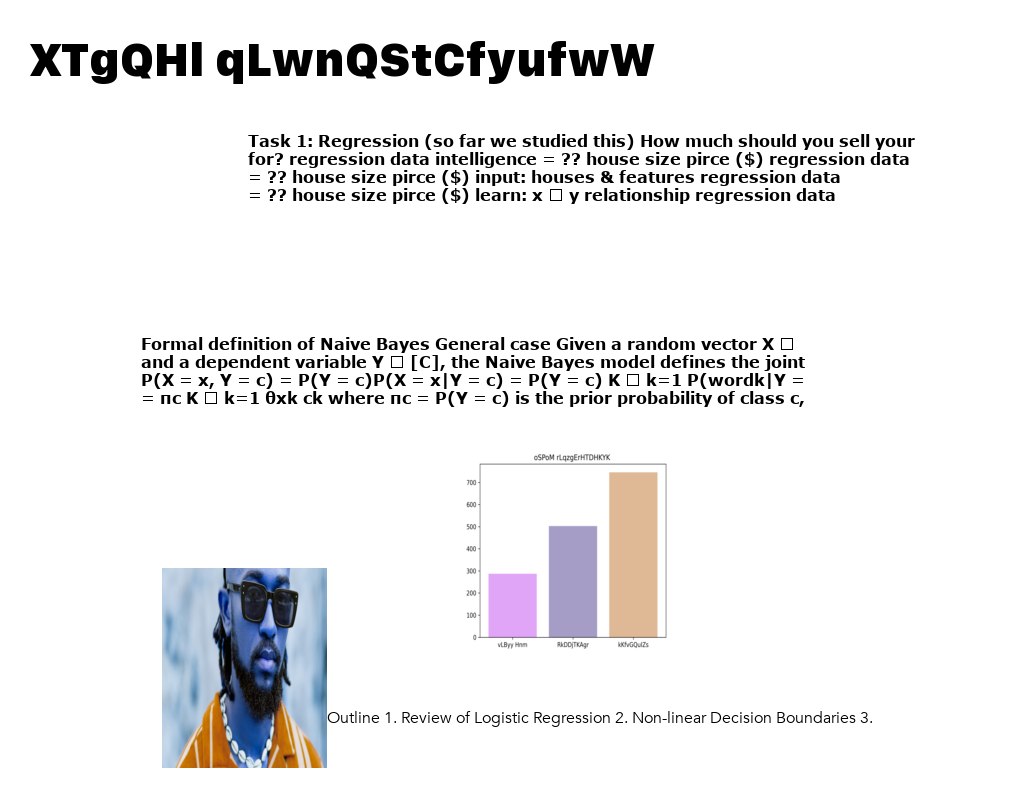 XTgQHl qLwnQStCfyufwW
Task 1: Regression (so far we studied this) How much should you sell your
for? regression data intelligence = ?? house size pirce ($) regression data
= ?? house size pirce ($) input: houses & features regression data
= ?? house size pirce ($) learn: x □ y relationship regression data
Formal definition of Naive Bayes General case Given a random vector X □
and a dependent variable Y □ [C], the Naive Bayes model defines the joint
P(X = x, Y = c) = P(Y = c)P(X = x|Y = c) = P(Y = c) K □ k=1 P(wordk|Y =
= πc K □ k=1 θxk ck where πc = P(Y = c) is the prior probability of class c,
oSPoM rLqzgErHTDHKYK
700
600
500
400
300
200
100
0
vLByy Hnm RkDDjTKAgr kKfvGQuIZs
Outline 1. Review of Logistic Regression 2. Non-linear Decision Boundaries 3.